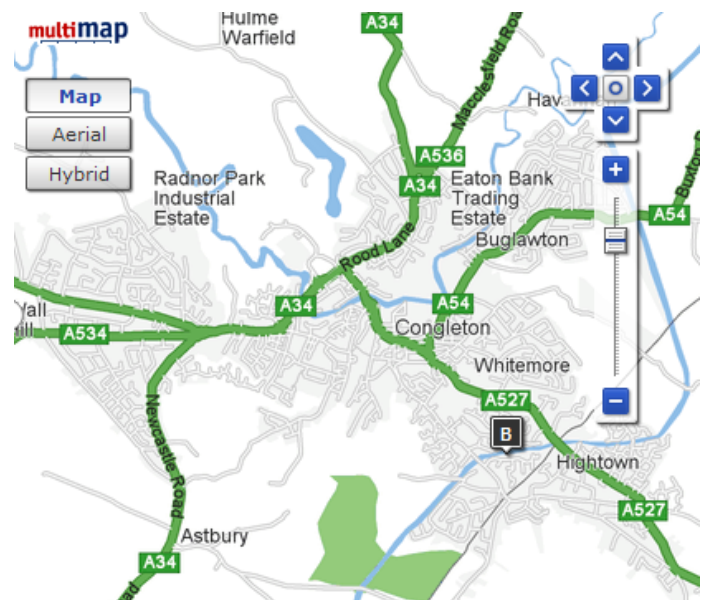 multimap
Hulme
Warfield
A34
Macclesfield Road
Map
Aerial
Hybrid
A536
A34
Radnor Park
Industrial
Estate
Eaton Bank
Trading
Estate
Buxton
A54
Buglawton
Rood Lane
A34
A54
A534
Congleton
Whitemore
A527
Newcastle Road
B
Hightown
A527
Astbury
A34